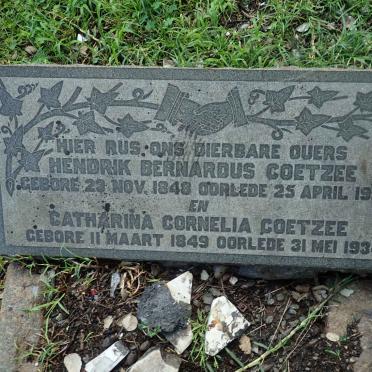 HIER RUS ONS DIERBARE OUERS
HENDRIK BERNARDUS COETZEE
GEBORE 29 NOV. 1848 OORLEDE 25 APRIL 19
EN
CATHARINA CORNELIA COETZEE
GEBORE 11 MAART 1849 OORLEDE 31 MEI 193